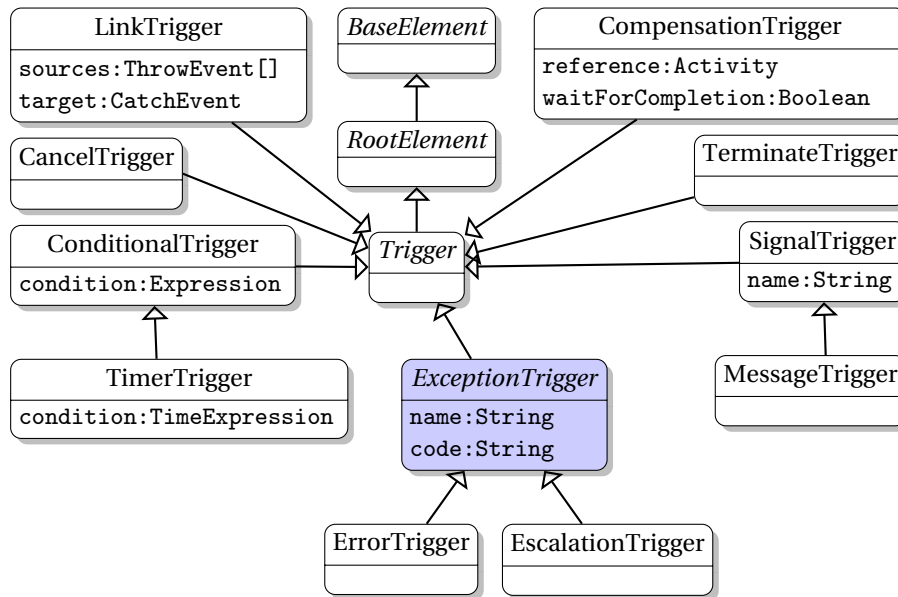 LinkTrigger
sources:ThrowEvent[]
target:CatchEvent
BaseElement
CompensationTrigger
reference:Activity
waitForCompletion:Boolean
RootElement
CancelTrigger
TerminateTrigger
ConditionalTrigger
condition:Expression
Trigger
SignalTrigger
name:String
TimerTrigger
condition:TimeExpression
ExceptionTrigger
name:String
code:String
MessageTrigger
ErrorTrigger
EscalationTrigger